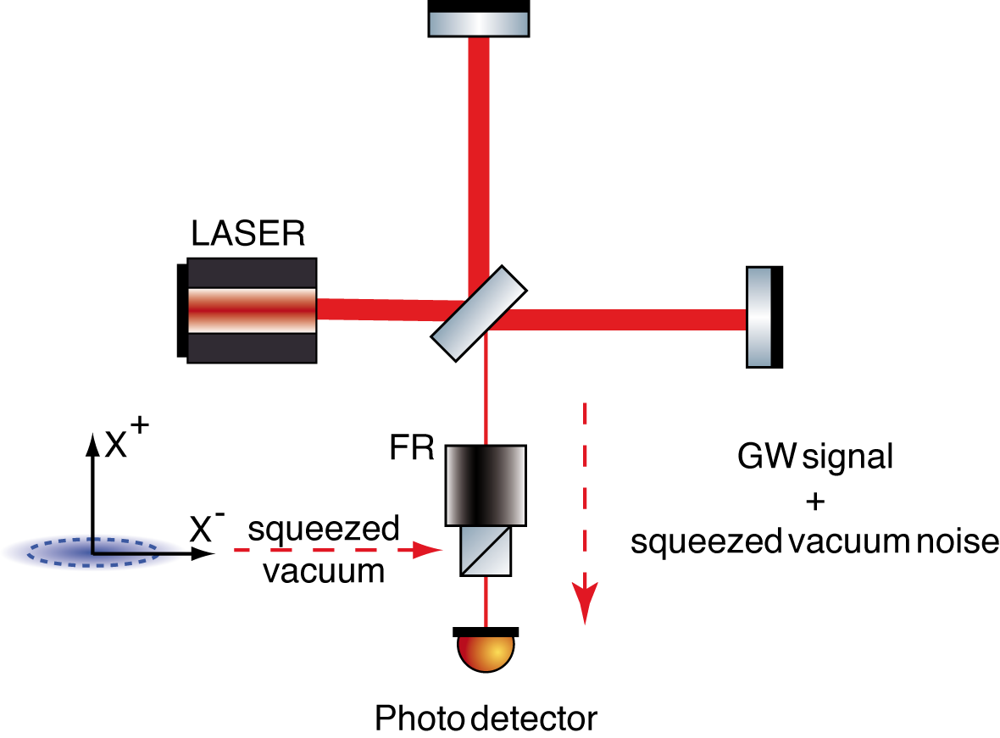 LASER
X+
FR
GW signal
+
squeezed vacuum noise
X-
squeezed
vacuum
Photo detector